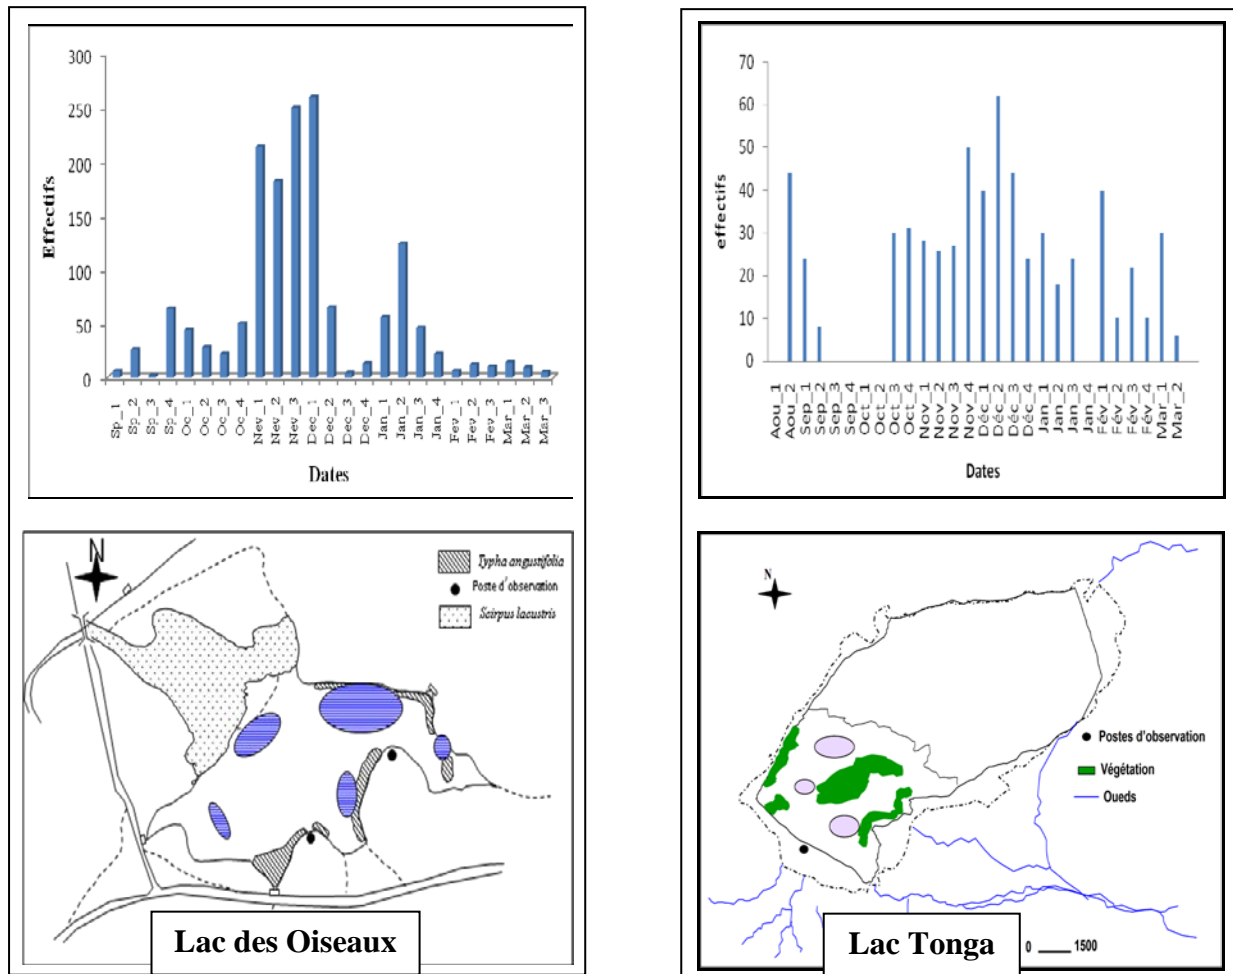 300
250
200
150
100
50
0
Effectifs
Sp_1
Sp_2
Sp_3
Sp_4
Oc_1
Oc_2
Oc_3
Oc_4
Nev_1
Nev_2
Nev_3
Dec_1
Dec_2
Dec_3
Dec_4
Jan_1
Jan_2
Jan_3
Jan_4
Fev_1
Fev_2
Fev_3
Mar_1
Mar_2
Mar_3
Dates
70
60
50
40
30
20
10
0
effectifs
Aou_1
Aou_2
Sep_1
Sep_2
Sep_3
Sep_4
Oct_1
Oct_2
Oct_3
Oct_4
Nov_1
Nov_2
Nov_3
Nov_4
Déc_1
Déc_2
Déc_3
Déc_4
Jan_1
Jan_2
Jan_3
Jan_4
Fév_1
Fév_2
Fév_3
Fév_4
Mar_1
Mar_2
Dates
N
Typha angustifolia
Poste d'observation
Scirpus lacustris
Lac des Oiseaux
N
Postes d'observation
Végétation
Oueds
0 1500
Lac Tonga